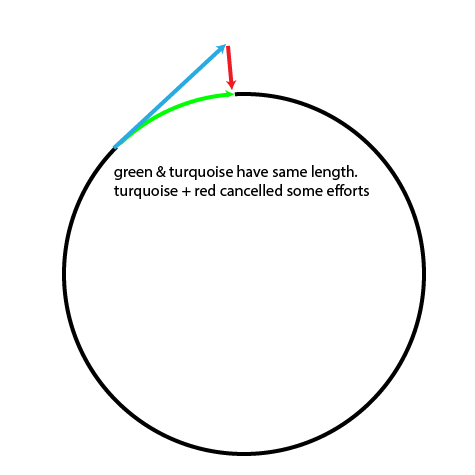 green & turquoise have same length.
turquoise + red cancelled some efforts